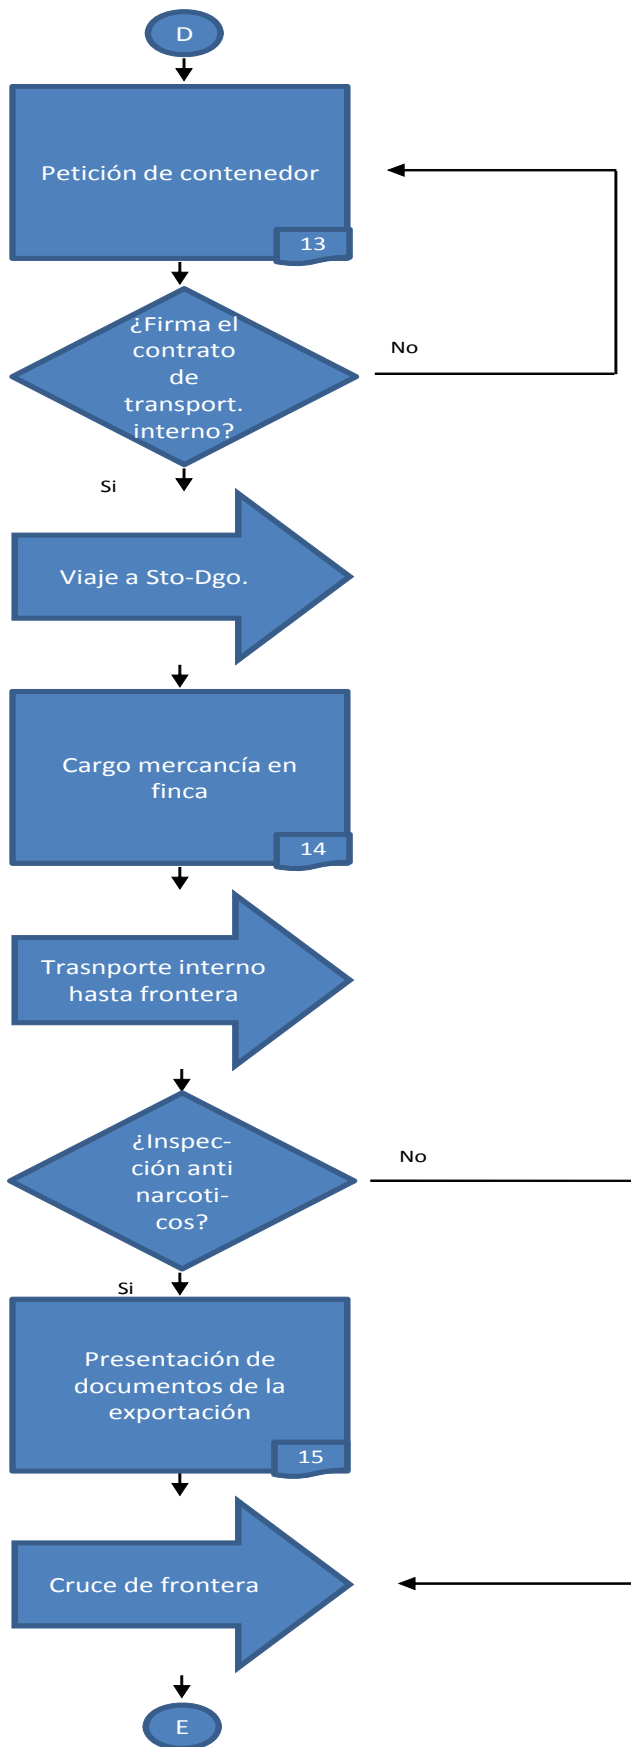 D
Petición de contenedor
13
¿Firma el
contrato
de
transport.
interno?
No
Si
Viaje a Sto-Dgo.
Cargo mercancía en
finca
14
Trasnporte interno
hasta frontera
¿Inspec-
ción anti
narcoti-
cos?
No
Si
Presentación de
documentos de la
exportación
15
Cruce de frontera
E